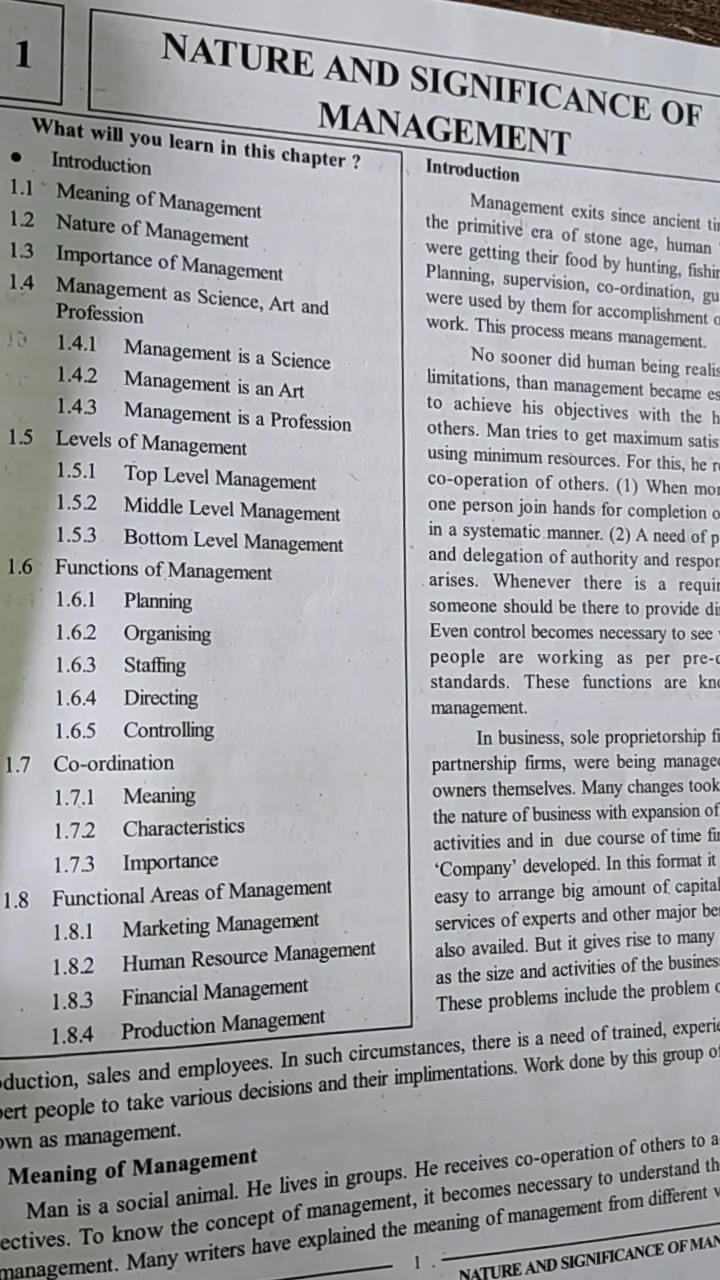 1
NATURE AND SIGNIFICANCE OF
MANAGEMENT
What will you learn in this chapter ?
• Introduction
1.1 Meaning of Management
1.2 Nature of Management
1.3 Importance of Management
1.4 Management as Science, Art and
Profession
1.4.1 Management is a Science
1.4.2 Management is an Art
1.4.3 Management is a Profession
1.5 Levels of Management
1.5.1 Top Level Management
1.5.2 Middle Level Management
1.5.3 Bottom Level Management
1.6 Functions of Management
1.6.1 Planning
1.6.2 Organising
1.6.3 Staffing
1.6.4 Directing
1.6.5 Controlling
1.7 Co-ordination
1.7.1 Meaning
1.7.2 Characteristics
1.7.3 Importance
1.8 Functional Areas of Management
1.8.1 Marketing Management
1.8.2 Human Resource Management
1.8.3 Financial Management
1.8.4 Production Management
Introduction
Management exits since ancient
the primitive era of stone age, human
were getting their food by hunting,
Planning, supervision, co-ordination,
were used by them for accomplishment
work. This process means management.
No sooner did human being
limitations, than management became
to achieve his objectives with the
others. Man tries to get maximum
using minimum resources. For this, he
co-operation of others. (1) When
one person join hands for completion
in a systematic manner. (2) A need of
and delegation of authority and
arises. Whenever there is a
someone should be there to provide
Even control becomes necessary to see
people are working as per
standards. These functions are
management.
In business, sole proprietorship
partnership firms, were being
owners themselves. Many changes took
the nature of business with expansion of
activities and in due course of time
'Company' developed. In this format it
easy to arrange big amount of capital
services of experts and other major
also availed. But it gives rise to many
as the size and activities of the
These problems include the problem
duction, sales and employees. In such circumstances, there is a need of trained,
pert people to take various decisions and their implimentations. Work done by this group of
own as management.
Meaning of Management
Man is a social animal. He lives in groups. He receives co-operation of others to
ectives. To know the concept of management, it becomes necessary to understand
management. Many writers have explained the meaning of management from different
1
NATURE AND SIGNIFICANCE OF